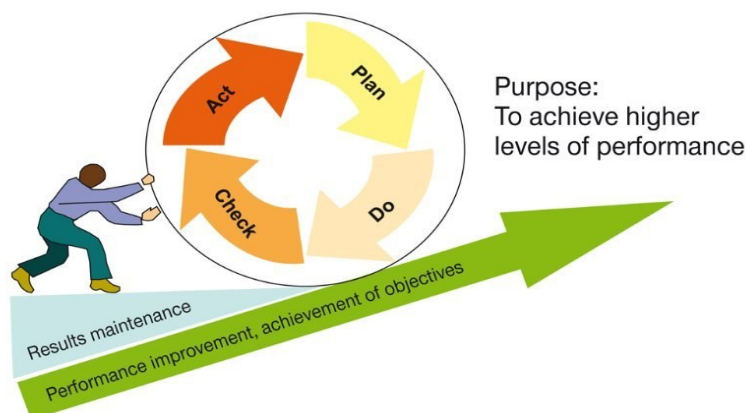 Act
Plan
Check
Do
Purpose:
To achieve higher
levels of performance
Results maintenance
Performance improvement, achievement of objectives